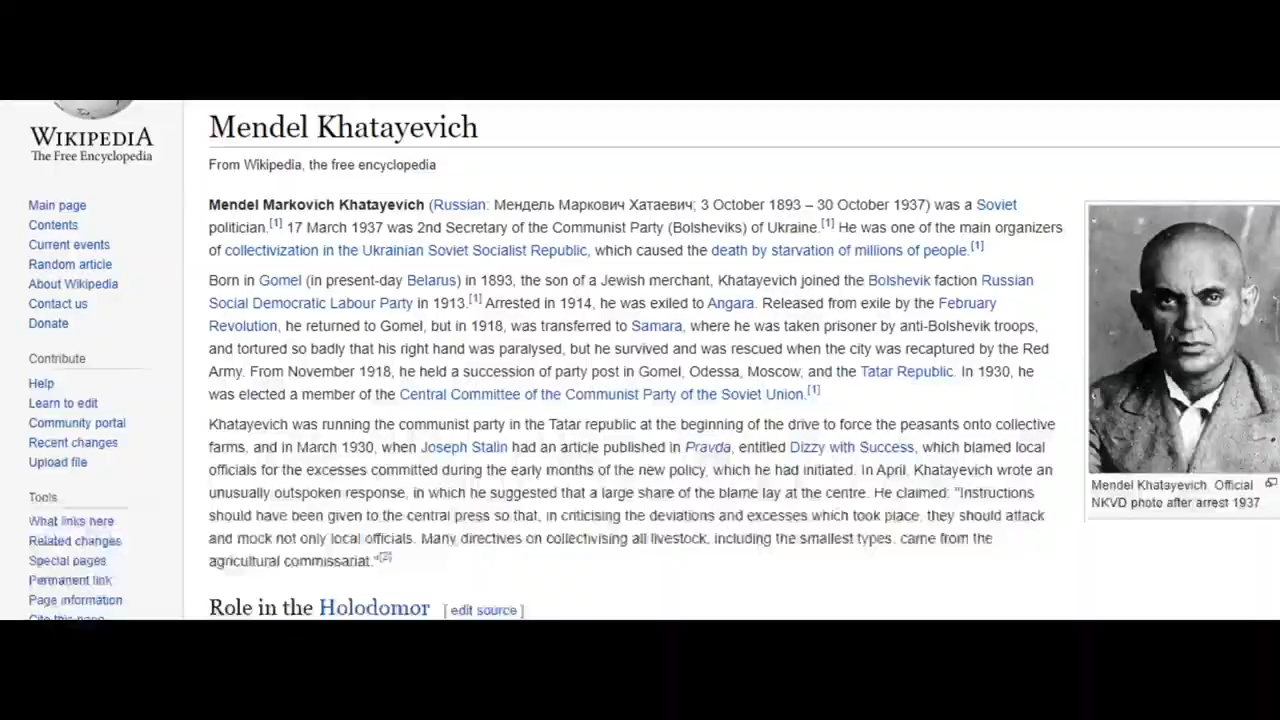 WIKIPEDIA
The Free Encyclopedia
Main page
Contents
Current events
Random article
About Wikipedia
Contact us
Donate
Contribute
Help
Learn to edit
Community portal
Recent changes
Upload file
Tools
What links here
Related changes
Special pages
Permanent link
Page information
Cite this page
Mendel Khatayevich
From Wikipedia, the free encyclopedia
Mendel Markovich Khatayevich (Russian: Мендель Маркович Хатаевич; 3 October 1893 – 30 October 1937) was a Soviet
politician.[1] 17 March 1937 was 2nd Secretary of the Communist Party (Bolsheviks) of Ukraine.[1] He was one of the main organizers
of collectivization in the Ukrainian Soviet Socialist Republic, which caused the death by starvation of millions of people.[1]
Born in Gomel (in present-day Belarus) in 1893, the son of a Jewish merchant, Khatayevich joined the Bolshevik faction Russian
Social Democratic Labour Party in 1913.[1] Arrested in 1914, he was exiled to Angara. Released from exile by the February
Revolution, he returned to Gomel, but in 1918, was transferred to Samara, where he was taken prisoner by anti-Bolshevik troops,
and tortured so badly that his right hand was paralysed, but he survived and was rescued when the city was recaptured by the Red
Army. From November 1918, he held a succession of party post in Gomel, Odessa, Moscow, and the Tatar Republic. In 1930, he
was elected a member of the Central Committee of the Communist Party of the Soviet Union.[1]
Khatayevich was running the communist party in the Tatar republic at the beginning of the drive to force the peasants onto collective
farms, and in March 1930, when Joseph Stalin had an article published in Pravda, entitled Dizzy with Success, which blamed local
officials for the excesses committed during the early months of the new policy, which he had initiated. In April, Khatayevich wrote an
unusually outspoken response, in which he suggested that a large share of the blame lay at the centre. He claimed: "Instructions
should have been given to the central press so that, in criticising the deviations and excesses which took place, they should attack
and mock not only local officials. Many directives on collectivising all livestock, including the smallest types, came from the
agricultural commissariat."[2]
Role in the Holodomor [ edit source ]
Mendel Khatayevich. Official
NKVD photo after arrest 1937